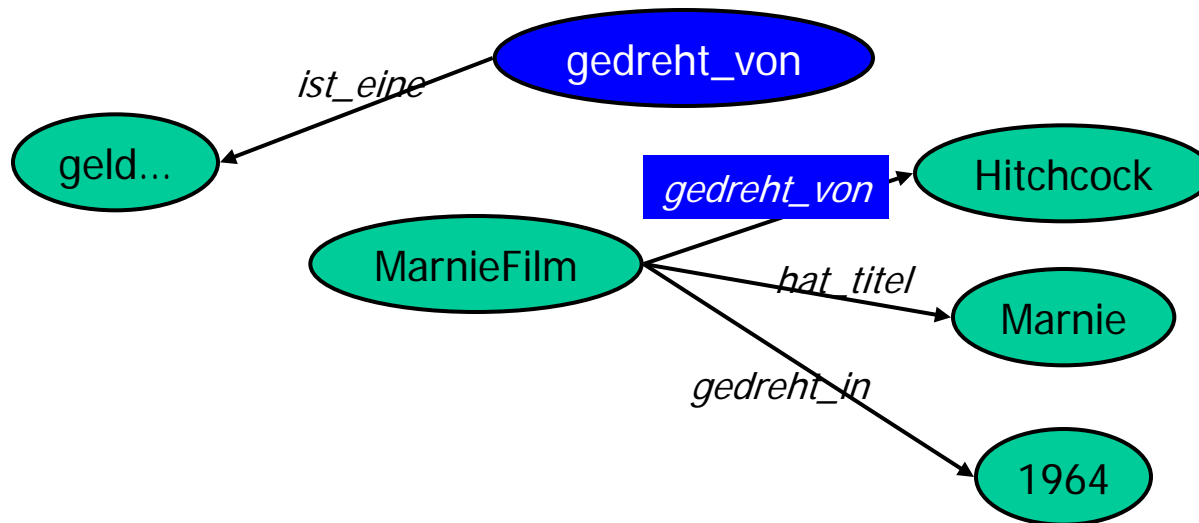 gedreht_von
ist_eine
geld...
gedreht_von
Hitchcock
MarnieFilm
hat_titel
Marnie
gedreht_in
1964